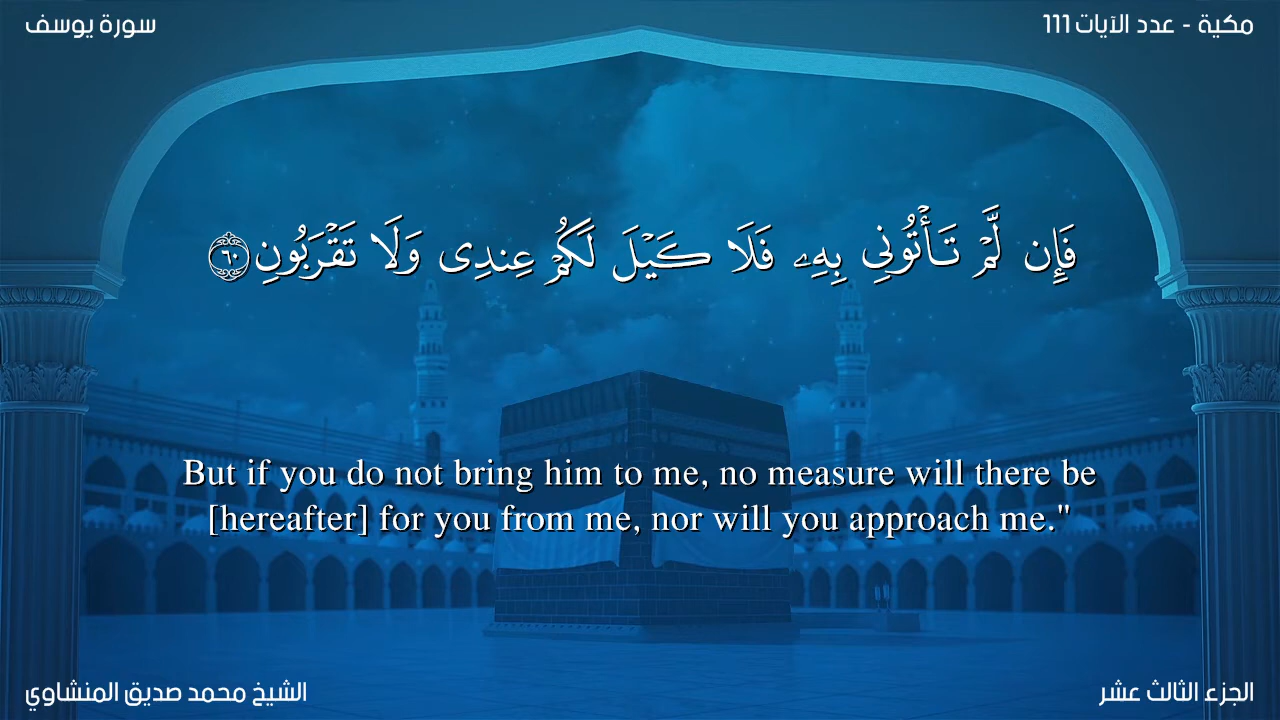 سورة يوسف
مكية - عدد الآيات 111
فَإِن لَّمْ تَأْتُونِى بِهِۦ فَلَا كَيْلَ لَكُمْ عِندِى وَلَا تَقْرَبُونِ ٦٠
But if you do not bring him to me, no measure will there be
[hereafter] for you from me, nor will you approach me."
الشيخ محمد صديق المنشاوي
الجزء الثالث عشر